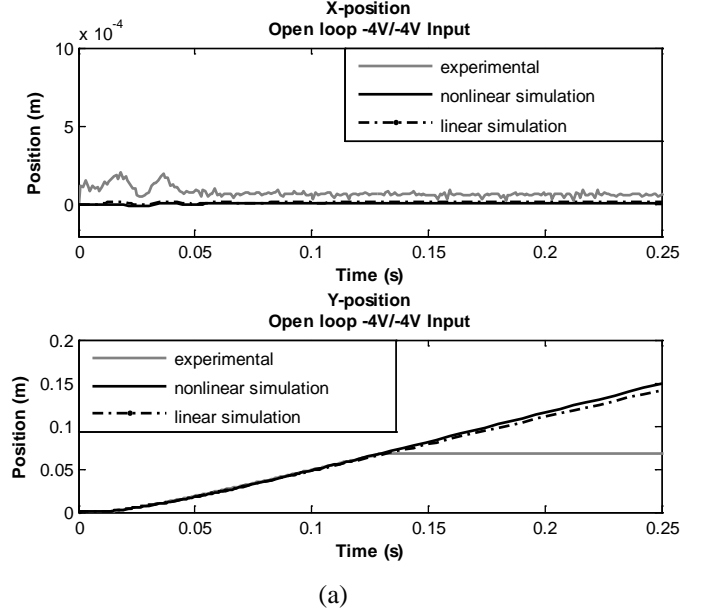 X-position
Open loop -4V/-4V Input
x 10⁻⁴
10
5
0
Position (m)
experimental
nonlinear simulation
linear simulation
0 0.05 0.1 0.15 0.2 0.25
Time (s)
Y-position
Open loop -4V/-4V Input
0.2
0.15
0.1
0.05
0
Position (m)
experimental
nonlinear simulation
linear simulation
0 0.05 0.1 0.15 0.2 0.25
Time (s)
(a)